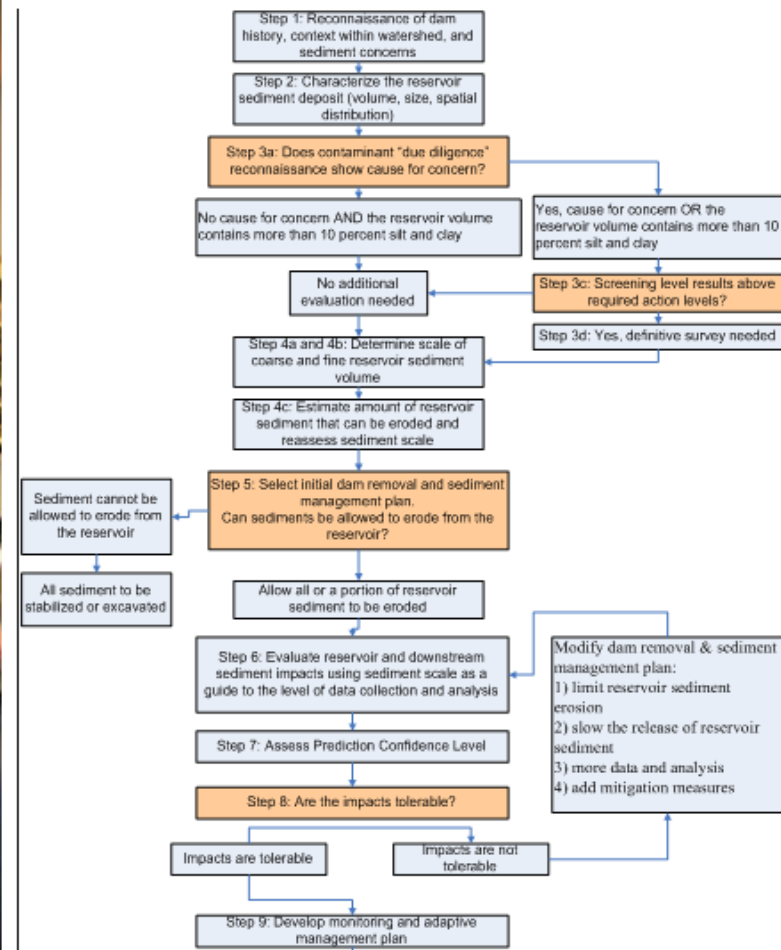 Step 1: Reconnaissance of dam
history, context within watershed, and
sediment concerns
Step 2: Characterize the reservoir
sediment deposit (volume, size, spatial
distribution)
Step 3a: Does contaminant "due diligence"
reconnaissance show cause for concern?
No cause for concern AND the reservoir volume
contains more than 10 percent silt and clay
Yes, cause for concern OR the
reservoir volume contains more than 10
percent silt and clay
No additional
evaluation needed
Step 3c: Screening level results above
required action levels?
Step 3d: Yes, definitive survey needed
Step 4a and 4b: Determine scale of
coarse and fine reservoir sediment
volume
Step 4c: Estimate amount of reservoir
sediment that can be eroded and
reassess sediment scale
Step 5: Select initial dam removal and sediment
management plan.
Can sediments be allowed to erode from the
reservoir?
Sediment cannot be
allowed to erode from
the reservoir
All sediment to be
stabilized or excavated
Allow all or a portion of reservoir
sediment to be eroded
Step 6: Evaluate reservoir and downstream
sediment impacts using sediment scale as a
guide to the level of data collection and analysis
Modify dam removal & sediment
management plan:
1) limit reservoir sediment
erosion
2) slow the release of reservoir
sediment
3) more data and analysis
4) add mitigation measures
Step 7: Assess Prediction Confidence Level
Step 8: Are the impacts tolerable?
Impacts are tolerable
Impacts are not
tolerable
Step 9: Develop monitoring and adaptive
management plan